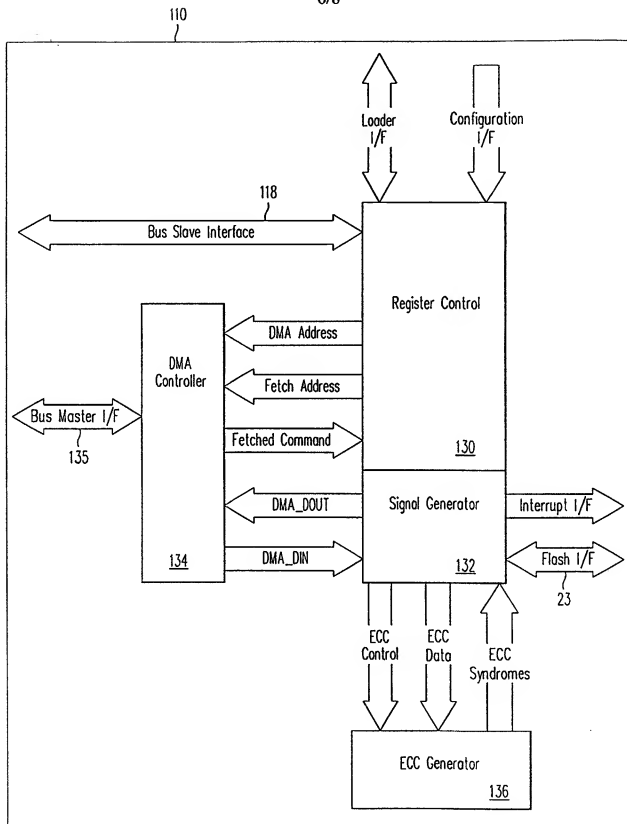 110
Loader
I/F
Configuration
I/F
118
Bus Slave Interface
Register Control
130
DMA
Controller
134
DMA Address
Fetch Address
Fetched Command
Bus Master I/F
135
DMA_DOUT
DMA_DIN
Signal Generator
132
Interrupt I/F
Flash I/F
23
ECC
Control
ECC
Data
ECC
Syndromes
ECC Generator
136